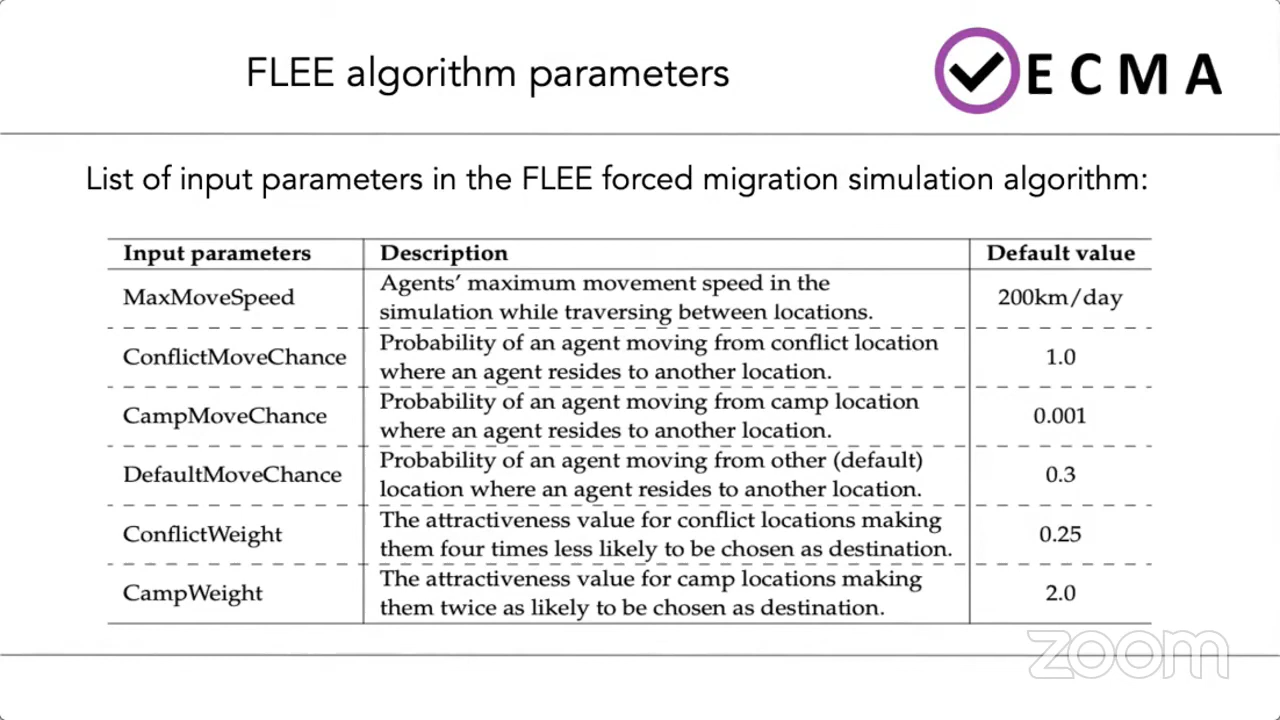 FLEE algorithm parameters
ECMA
List of input parameters in the FLEE forced migration simulation algorithm:
Input parameters Description Default value
MaxMoveSpeed Agents’ maximum movement speed in the simulation while traversing between locations. 200km/day
ConflictMoveChance Probability of an agent moving from conflict location where an agent resides to another location. 1.0
CampMoveChance Probability of an agent moving from camp location where an agent resides to another location. 0.001
DefaultMoveChance Probability of an agent moving from other (default) location where an agent resides to another location. 0.3
ConflictWeight The attractiveness value for conflict locations making them four times less likely to be chosen as destination. 0.25
CampWeight The attractiveness value for camp locations making them twice as likely to be chosen as destination. 2.0
zoom